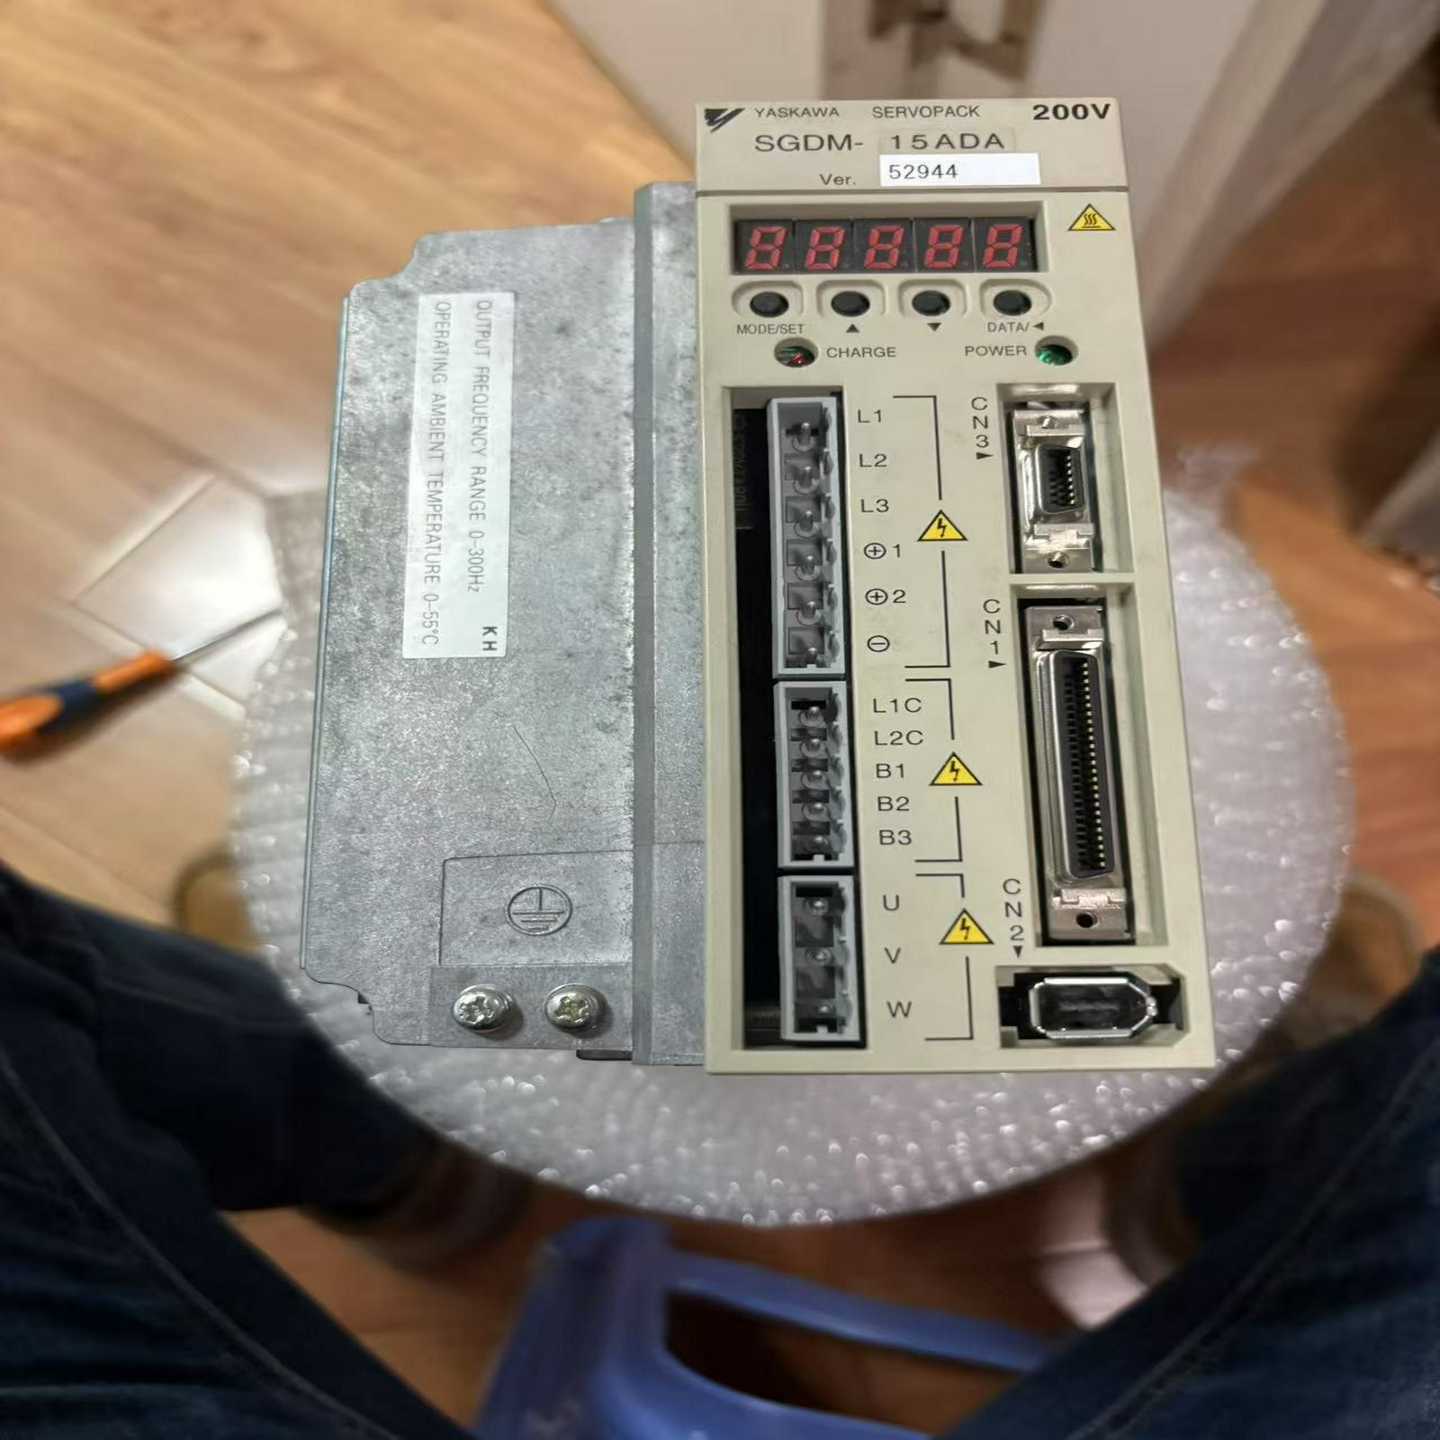 YASKAWA SERVOPACK 200V
SGDM- 15ADA
Ver. 52944
88888
MODE/SET ▲ ▼ DATA/◄
CHARGE POWER
L1
L2
L3
⊕1
⊕2
⊖
L1C
L2C
B1
B2
B3
U
V
W
CN3
CN1
CN2
OUTPUT FREQUENCY RANGE 0-300Hz KH
OPERATING AMBIENT TEMPERATURE 0-55°C